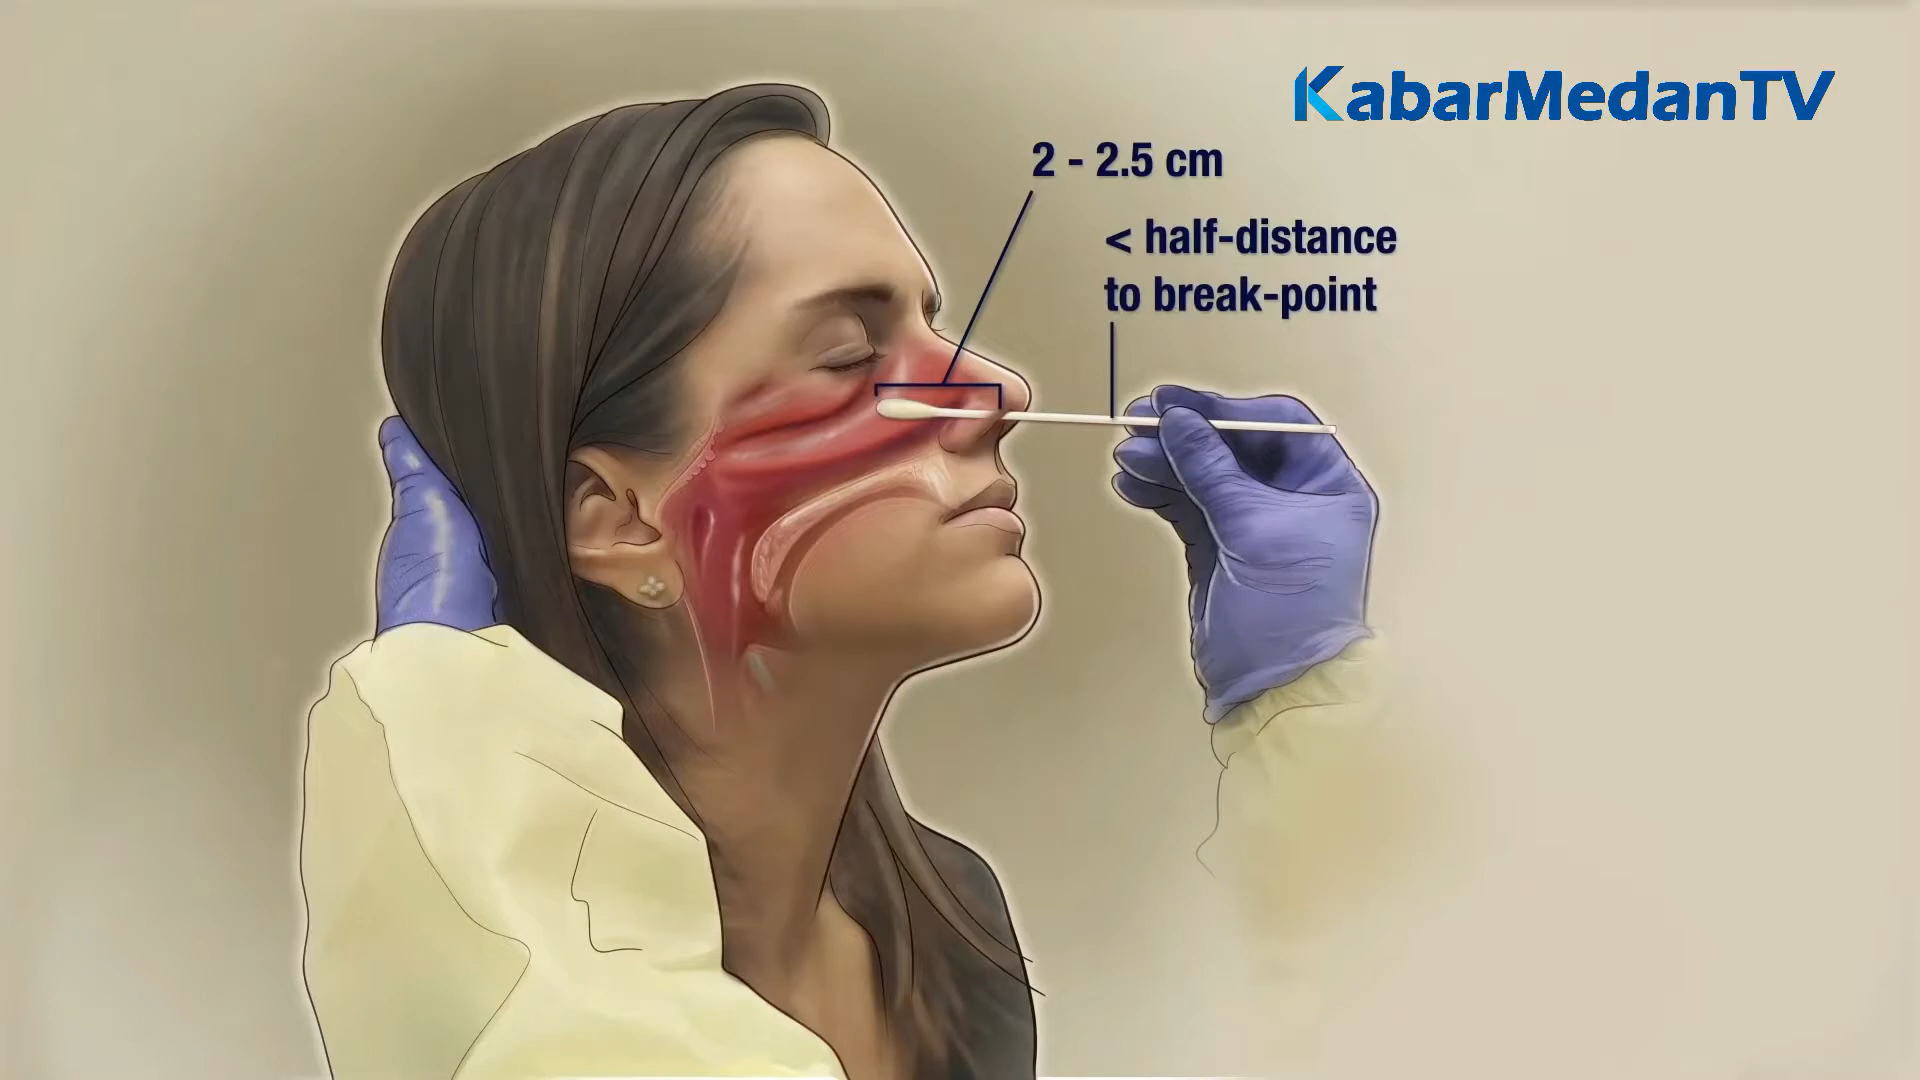 KabarMedanTV
2 - 2.5 cm
< half-distance
to break-point